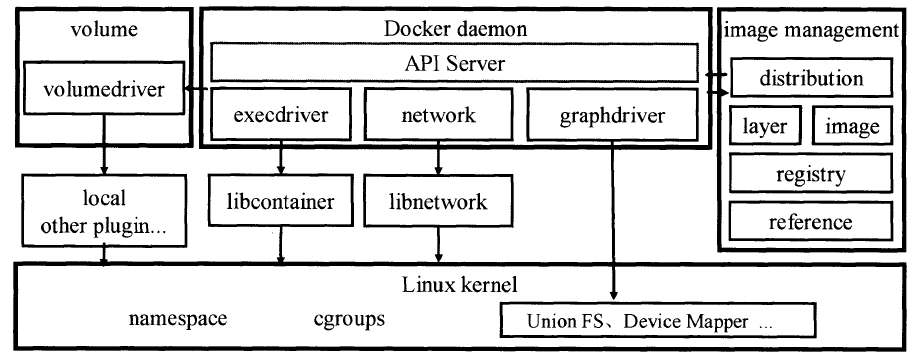 volume
Docker daemon
image management
API Server
distribution
volumedriver
execdriver
network
graphdriver
layer
image
registry
local
other plugin...
libcontainer
libnetwork
reference
Linux kernel
namespace
cgroups
Union FS、Device Mapper ...